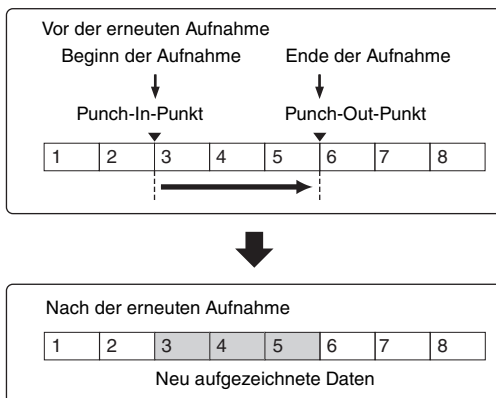 Vor der erneuten Aufnahme
Beginn der Aufnahme Ende der Aufnahme
Punch-In-Punkt Punch-Out-Punkt
1 2 3 4 5 6 7 8
Nach der erneuten Aufnahme
1 2 3 4 5 6 7 8
Neu aufgezeichnete Daten